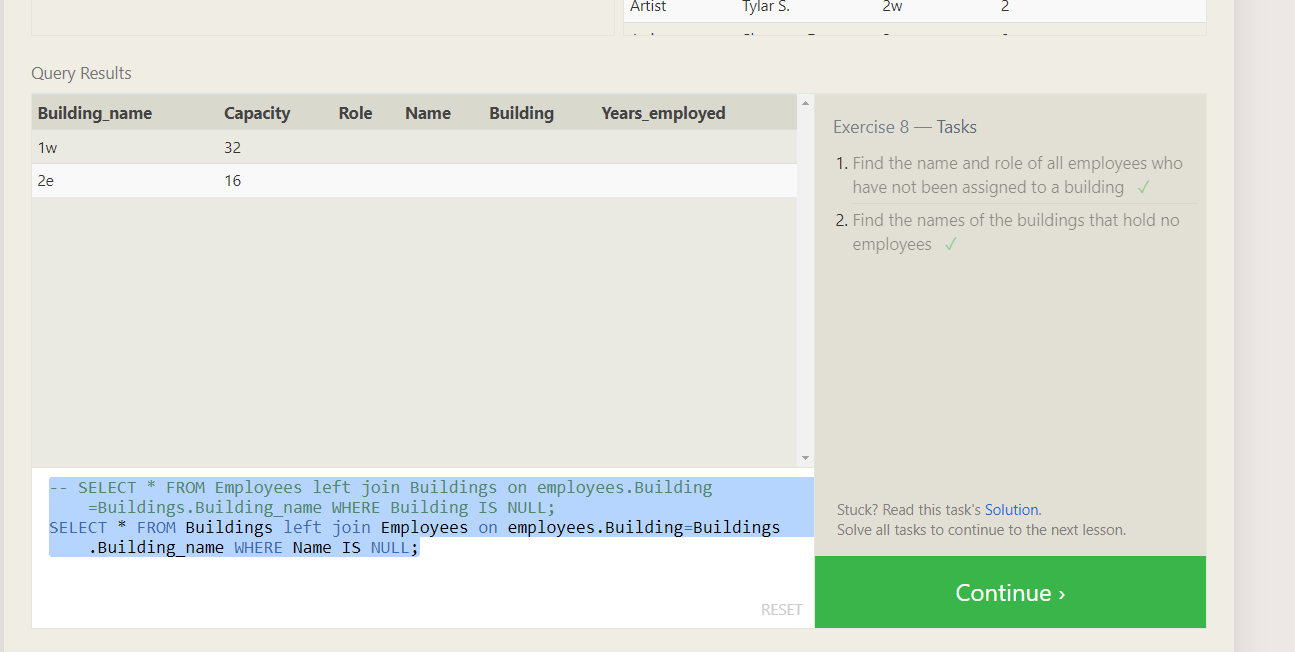 Artist Tylar S. 2w 2
Query Results
Building_name Capacity Role Name Building Years_employed
1w 32
2e 16
Exercise 8 — Tasks
1. Find the name and role of all employees who
have not been assigned to a building ✓
2. Find the names of the buildings that hold no
employees ✓
-- SELECT * FROM Employees left join Buildings on employees.Building
=Buildings.Building_name WHERE Building IS NULL;
SELECT * FROM Buildings left join Employees on employees.Building=Buildings
.Building_name WHERE Name IS NULL;
RESET
Stuck? Read this task's Solution.
Solve all tasks to continue to the next lesson.
Continue ›